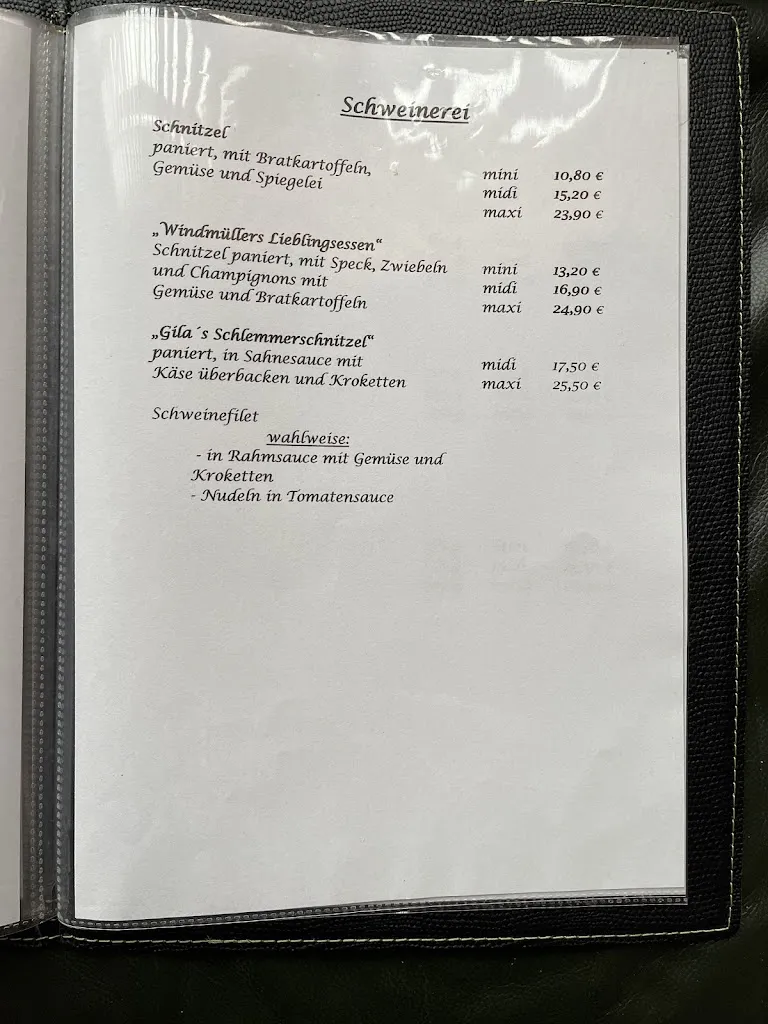 Schweinerei
Schnitzel
paniert, mit Bratkartoffeln,
Gemüse und Spiegelei
mini 10,80 €
midi 15,20 €
maxi 23,90 €
„Windmüllers Lieblingsessen“
Schnitzel paniert, mit Speck, Zwiebeln
und Champignons mit
Gemüse und Bratkartoffeln
mini 13,20 €
midi 16,90 €
maxi 24,90 €
„Gila´s Schlemmerschnitzel“
paniert, in Sahnesauce mit
Käse überbacken und Kroketten
midi 17,50 €
maxi 25,50 €
Schweinefilet
wahlweise:
- in Rahmsauce mit Gemüse und
Kroketten
- Nudeln in Tomatensauce